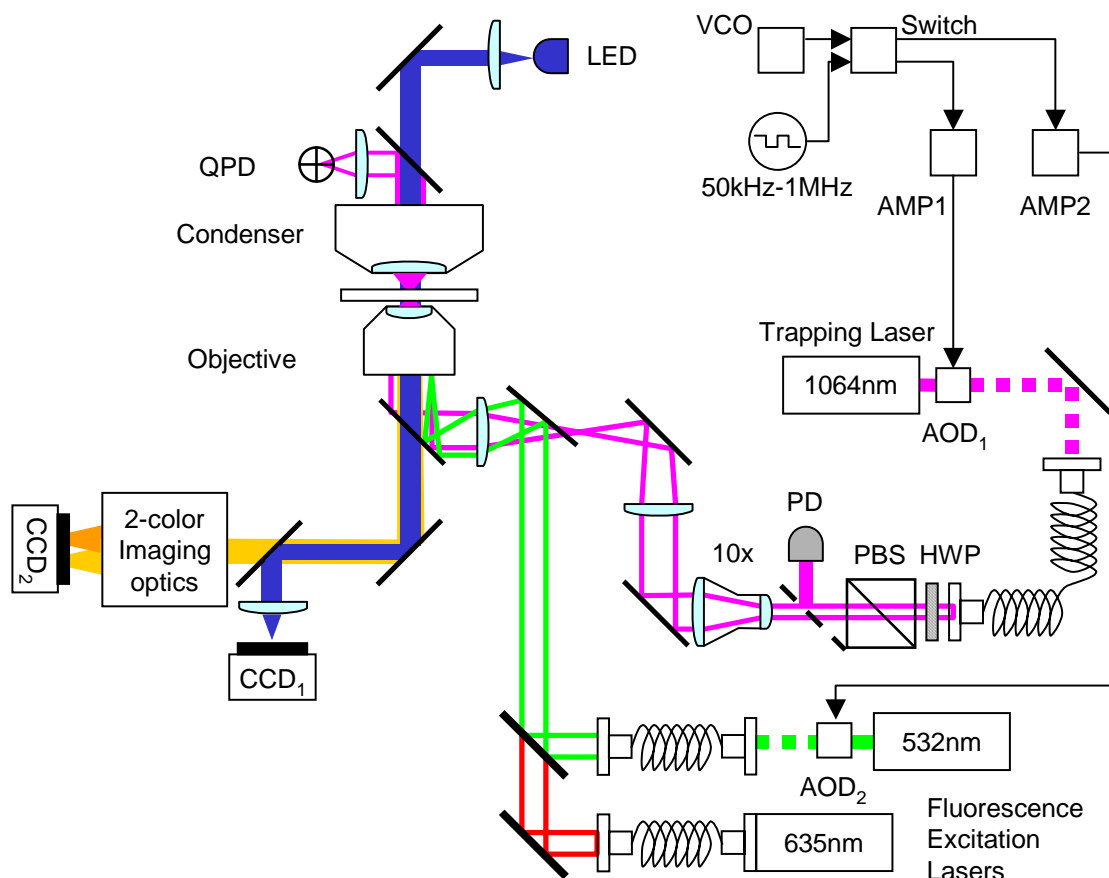 VCO
Switch
LED
QPD
50kHz-1MHz
AMP1
AMP2
Condenser
Objective
Trapping Laser
1064nm
AOD1
PD
10x
PBS
HWP
CCD2
2-color
Imaging
optics
CCD1
532nm
AOD2
635nm
Fluorescence
Excitation
Lasers